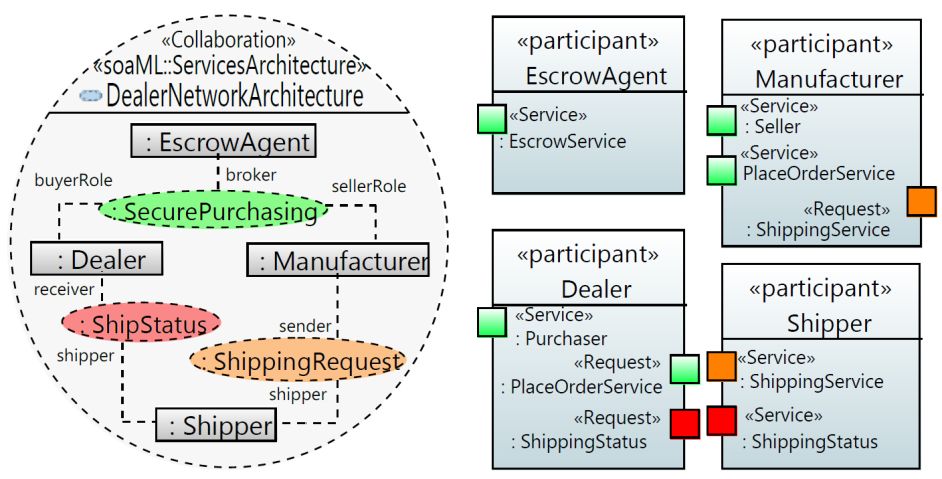 «Collaboration»
«soaML::ServicesArchitecture»
DealerNetworkArchitecture
: EscrowAgent
buyerRole
broker
sellerRole
: SecurePurchasing
: Dealer
: Manufacturer
receiver
: ShipStatus
sender
shipper
: ShippingRequest
shipper
: Shipper
«participant»
EscrowAgent
«Service»
: EscrowService
«participant»
Manufacturer
«Service»
: Seller
«Service»
PlaceOrderService
«Request»
: ShippingService
«participant»
Dealer
«Service»
: Purchaser
«Request»
: PlaceOrderService
«Request»
: ShippingStatus
«participant»
Shipper
«Service»
: ShippingService
«Service»
: ShippingStatus